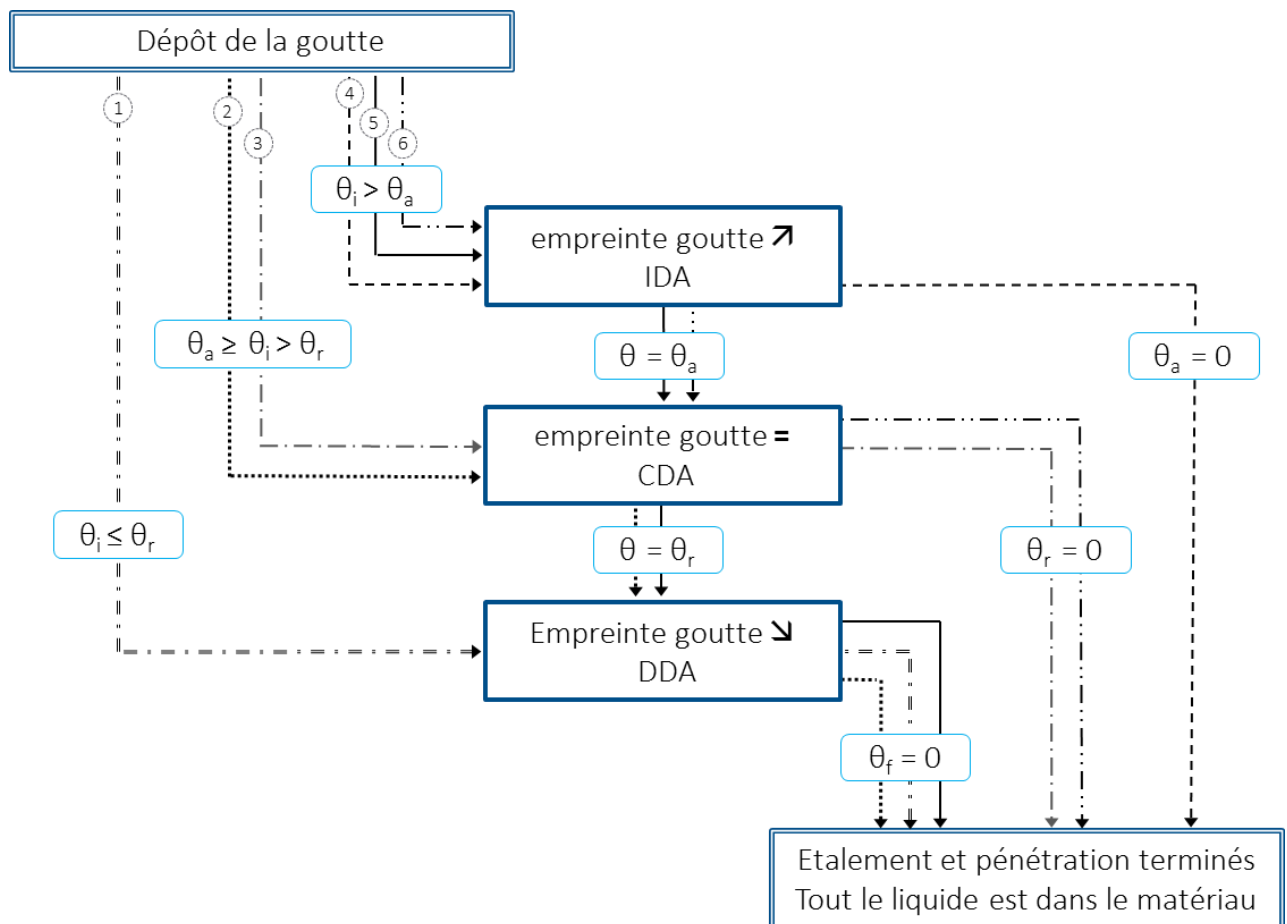 Dépôt de la goutte
1
2
3
4
5
6
θi > θa
empreinte goutte ↗
IDA
θa ≥ θi > θr
θ = θa
θa = 0
empreinte goutte =
CDA
θi ≤ θr
θ = θr
θr = 0
Empreinte goutte ↘
DDA
θf = 0
Etalement et pénétration terminés
Tout le liquide est dans le matériau